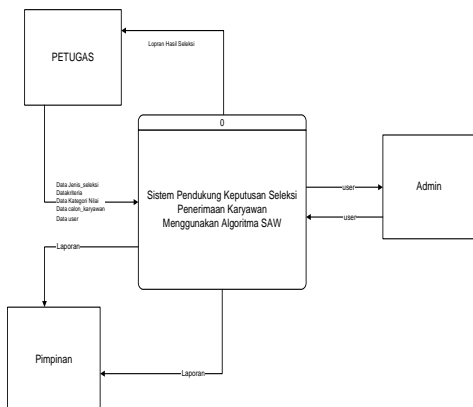 PETUGAS
Lopran Hasil Seleksi
0
Sistem Pendukung Keputusan Seleksi
Penerimaan Karyawan
Menggunakan Algoritma SAW
user
Admin
user
Data Jenis_seleksi
Datakriteria
Data Kategori Nilai
Data calon_karyawan
Data user
Laporan
Pimpinan
Laporan